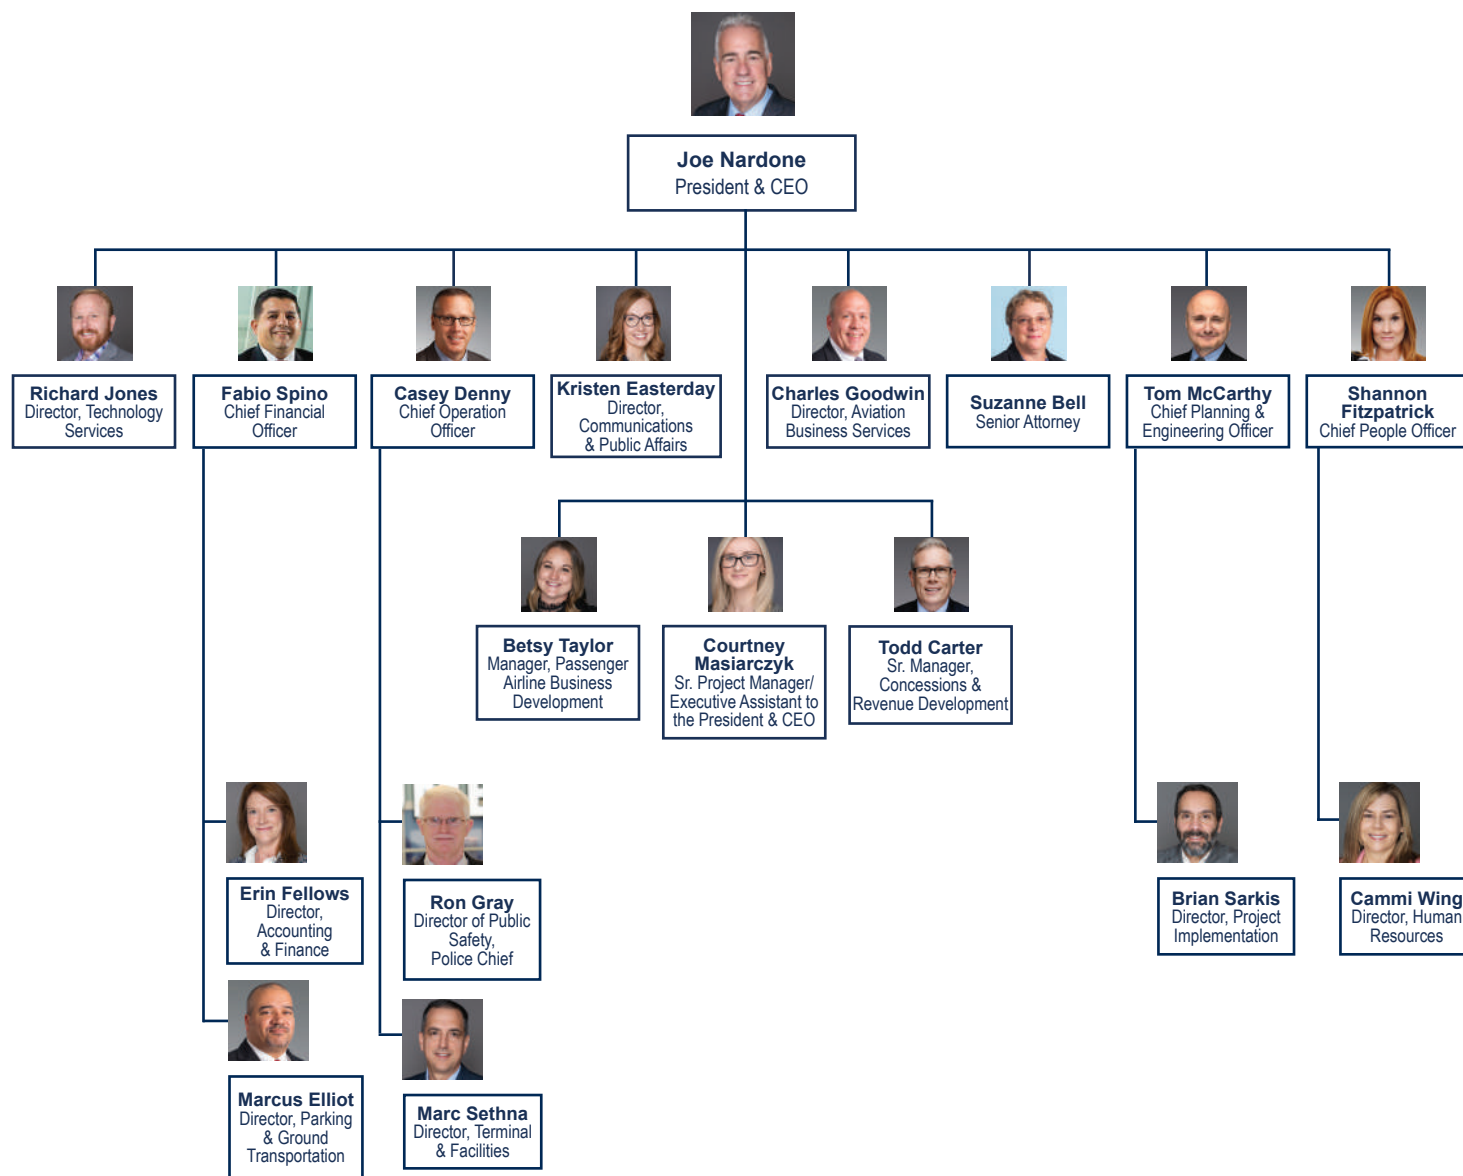 Joe Nardone
President & CEO
Richard Jones
Director, Technology
Services
Fabio Spino
Chief Financial
Officer
Casey Denny
Chief Operation
Officer
Kristen Easterday
Director,
Communications
& Public Affairs
Charles Goodwin
Director, Aviation
Business Services
Suzanne Bell
Senior Attorney
Tom McCarthy
Chief Planning &
Engineering Officer
Shannon
Fitzpatrick
Chief People Officer
Betsy Taylor
Manager, Passenger
Airline Business
Development
Courtney
Masiarczyk
Sr. Project Manager/
Executive Assistant to
the President & CEO
Todd Carter
Sr. Manager,
Concessions &
Revenue Development
Erin Fellows
Director,
Accounting
& Finance
Ron Gray
Director of Public
Safety,
Police Chief
Brian Sarkis
Director, Project
Implementation
Cammi Wing
Director, Human
Resources
Marcus Elliot
Director, Parking
& Ground
Transportation
Marc Sethna
Director, Terminal
& Facilities